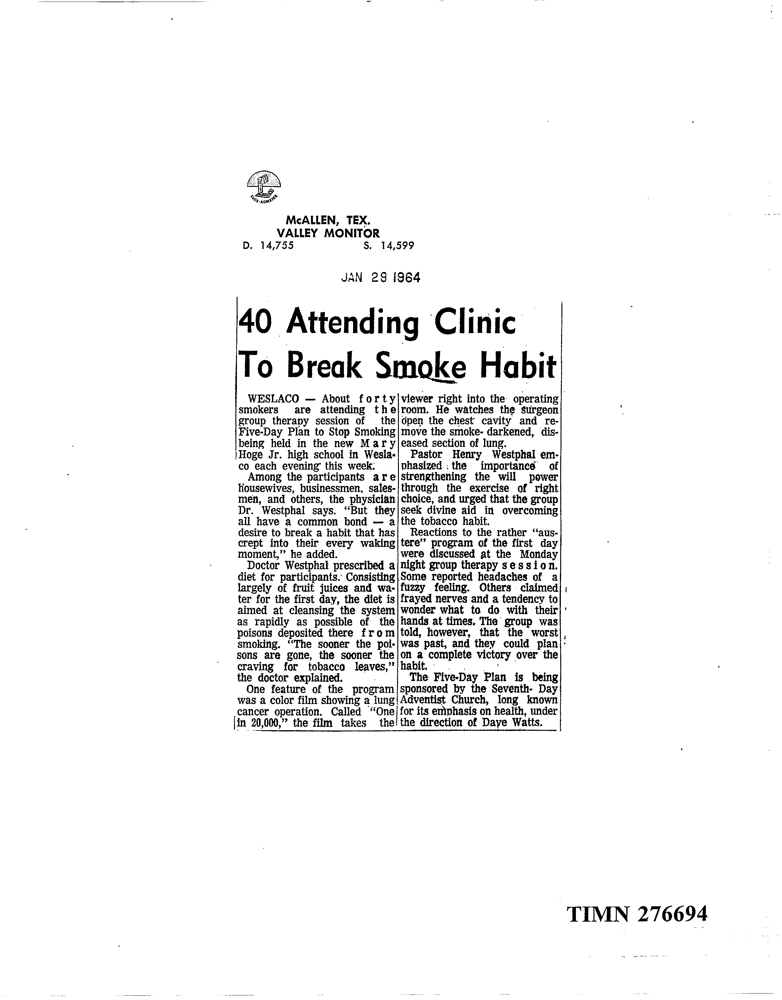 McALLEN, TEX.
VALLEY MONITOR
D. 14,755 S. 14,599
JAN 29 1964
40 Attending Clinic
To Break Smoke Habit
WESLACO — About forty
smokers are attending the
group therapy session of the
Five-Day Plan to Stop Smoking
being held in the new Mary
Hoge Jr. high school in Wesla-
co each evening this week.
Among the participants are
housewives, businessmen, sales-
men, and others, the physician
Dr. Westphal says. "But they
all have a common bond — a
desire to break a habit that has
crept into their every waking
moment," he added.
Doctor Westphal prescribed a
diet for participants. Consisting
largely of fruit juices and wa-
ter for the first day, the diet is
aimed at cleansing the system
as rapidly as possible of the
poisons deposited there from
smoking. "The sooner the poi-
sons are gone, the sooner the
craving for tobacco leaves,"
the doctor explained.
One feature of the program
was a color film showing a lung
cancer operation. Called "One
in 20,000," the film takes the
viewer right into the operating
room. He watches the surgeon
open the chest cavity and re-
move the smoke- darkened, dis-
eased section of lung.
Pastor Henry Westphal em-
phasized the importance of
strengthening the will power
through the exercise of right
choice, and urged that the group
seek divine aid in overcoming
the tobacco habit.
Reactions to the rather "aus-
tere" program of the first day
were discussed at the Monday
night group therapy session.
Some reported headaches of a
fuzzy feeling. Others claimed
frayed nerves and a tendency to
wonder what to do with their
hands at times. The group was
told, however, that the worst
was past, and they could plan
on a complete victory over the
habit.
The Five-Day Plan is being
sponsored by the Seventh- Day
Adventist Church, long known
for its emphasis on health, under
the direction of Daye Watts.
TIMN 276694